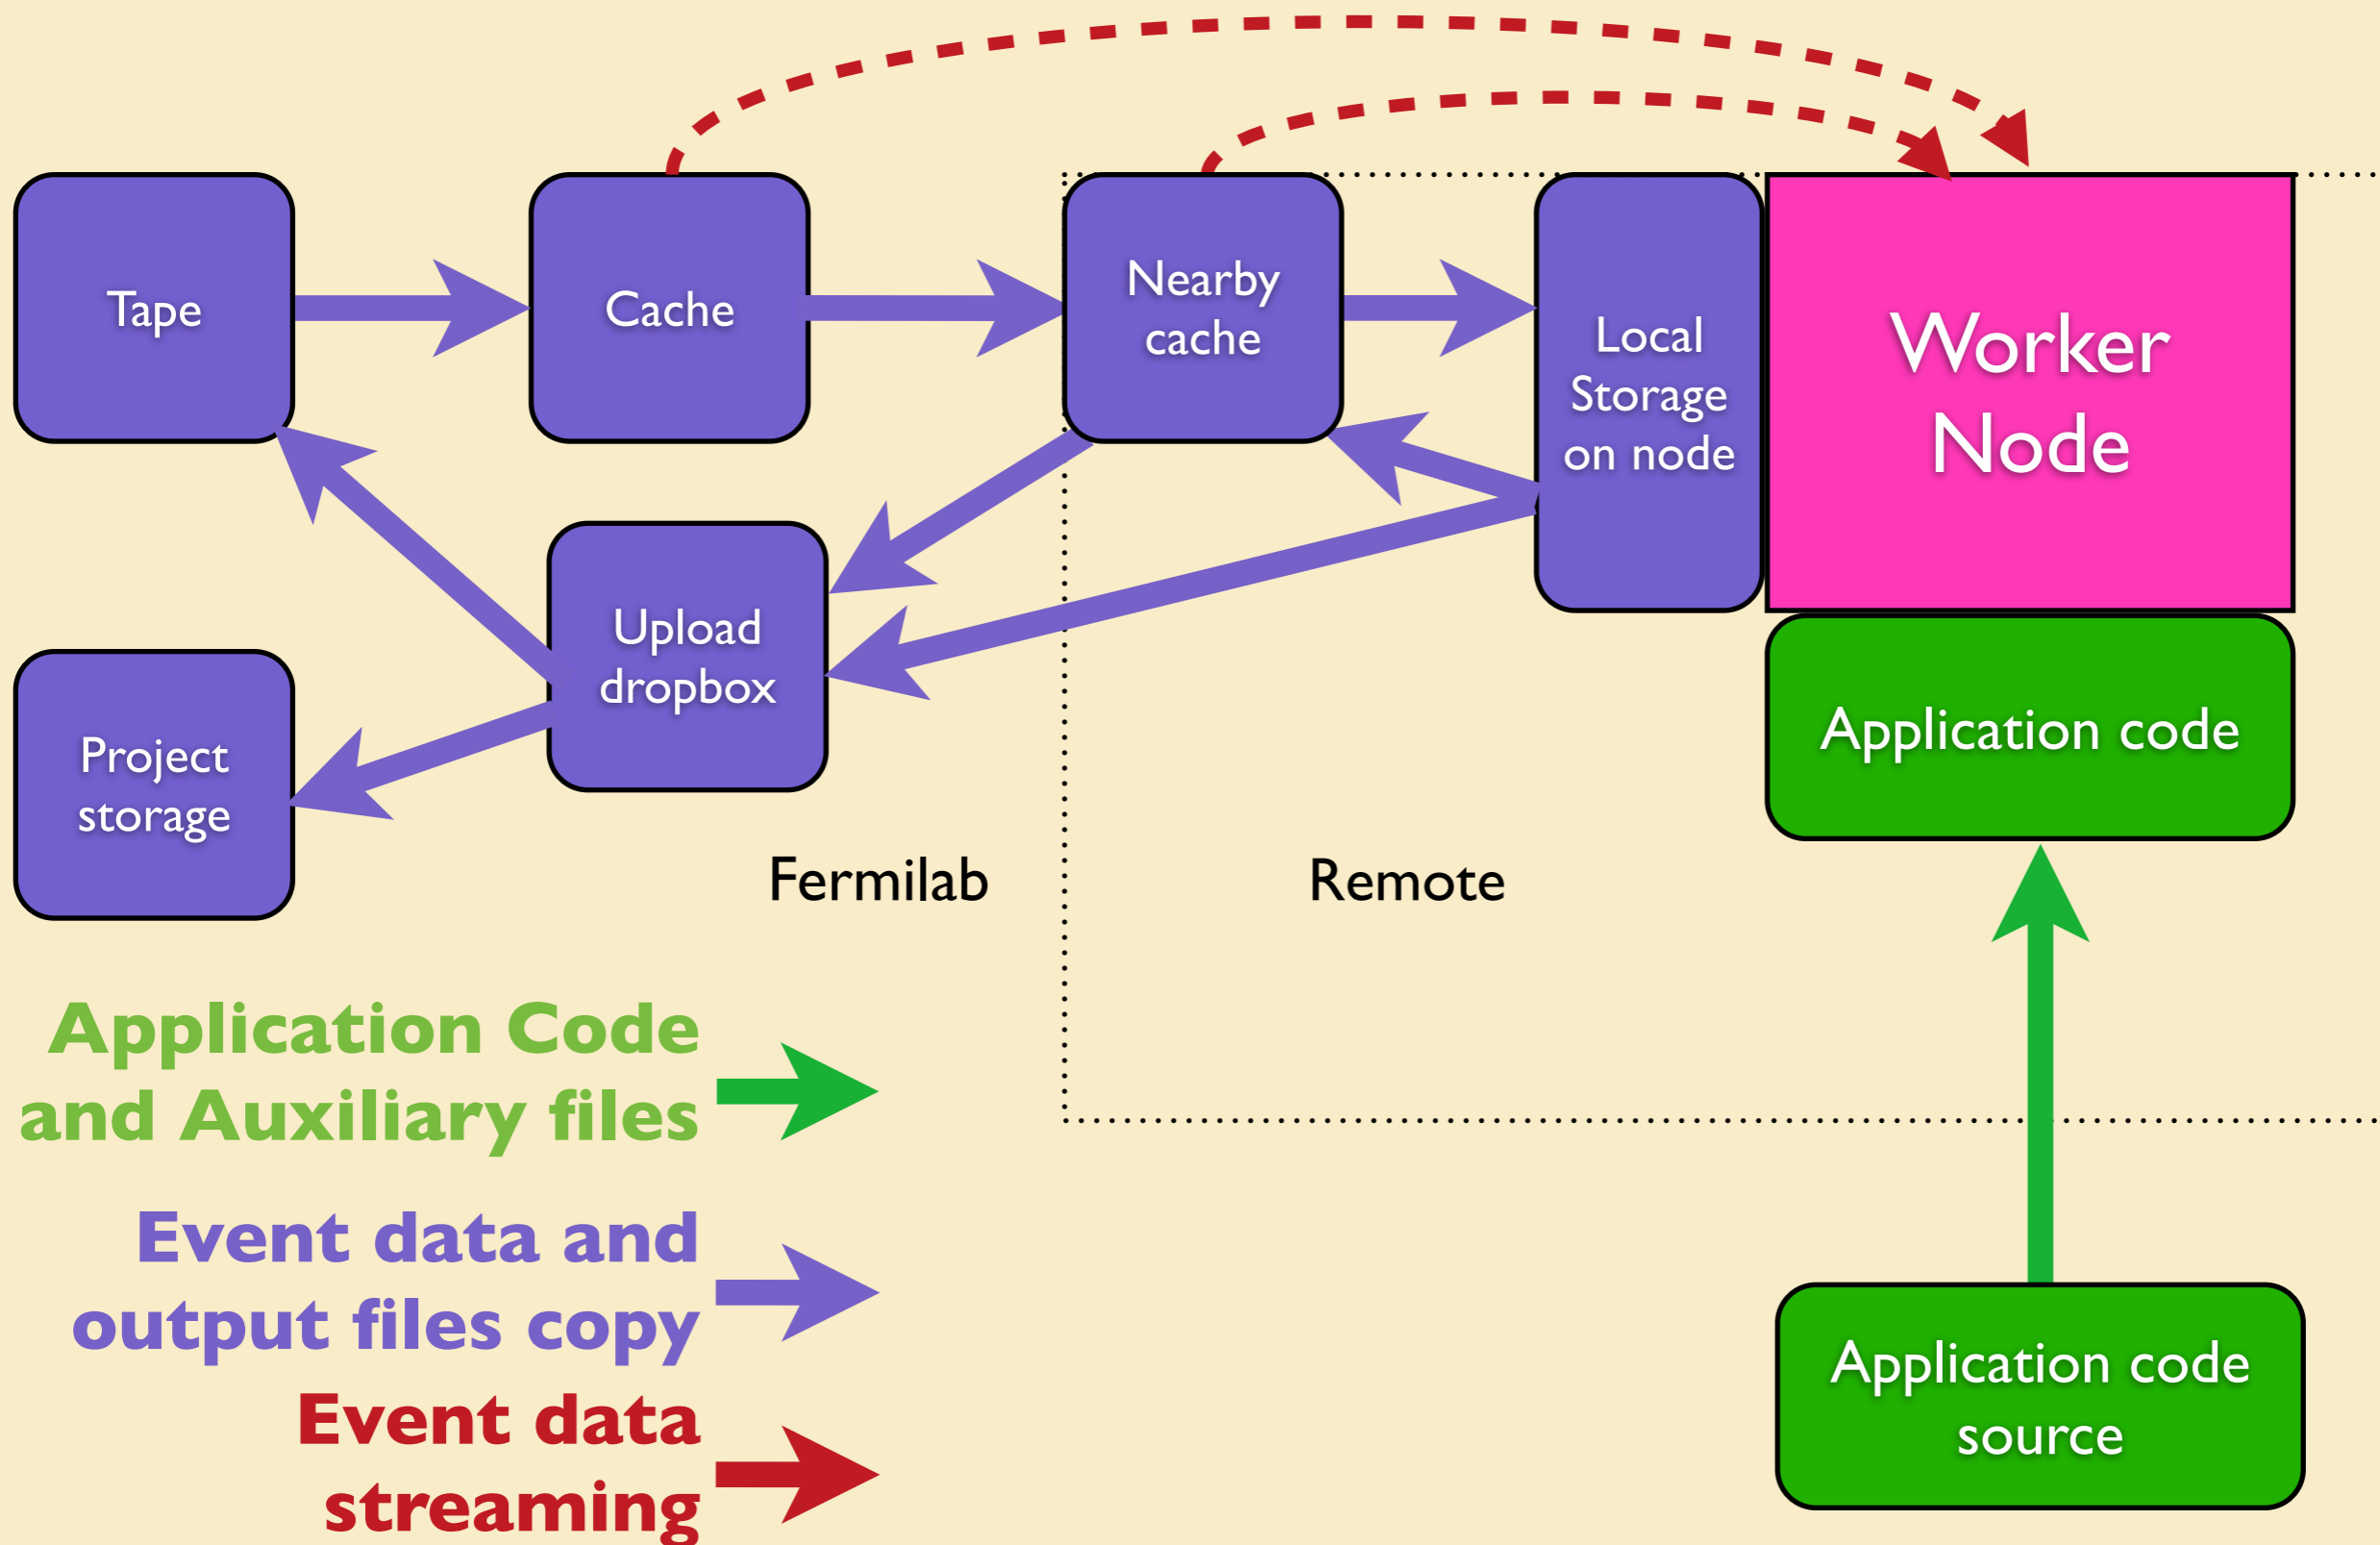 Tape
Cache
Nearby
cache
Local
Storage
on node
Worker
Node
Upload
dropbox
Project
storage
Application code
Fermilab
Remote
Application Code
and Auxiliary files
Event data and
output files copy
Event data
streaming
Application code
source